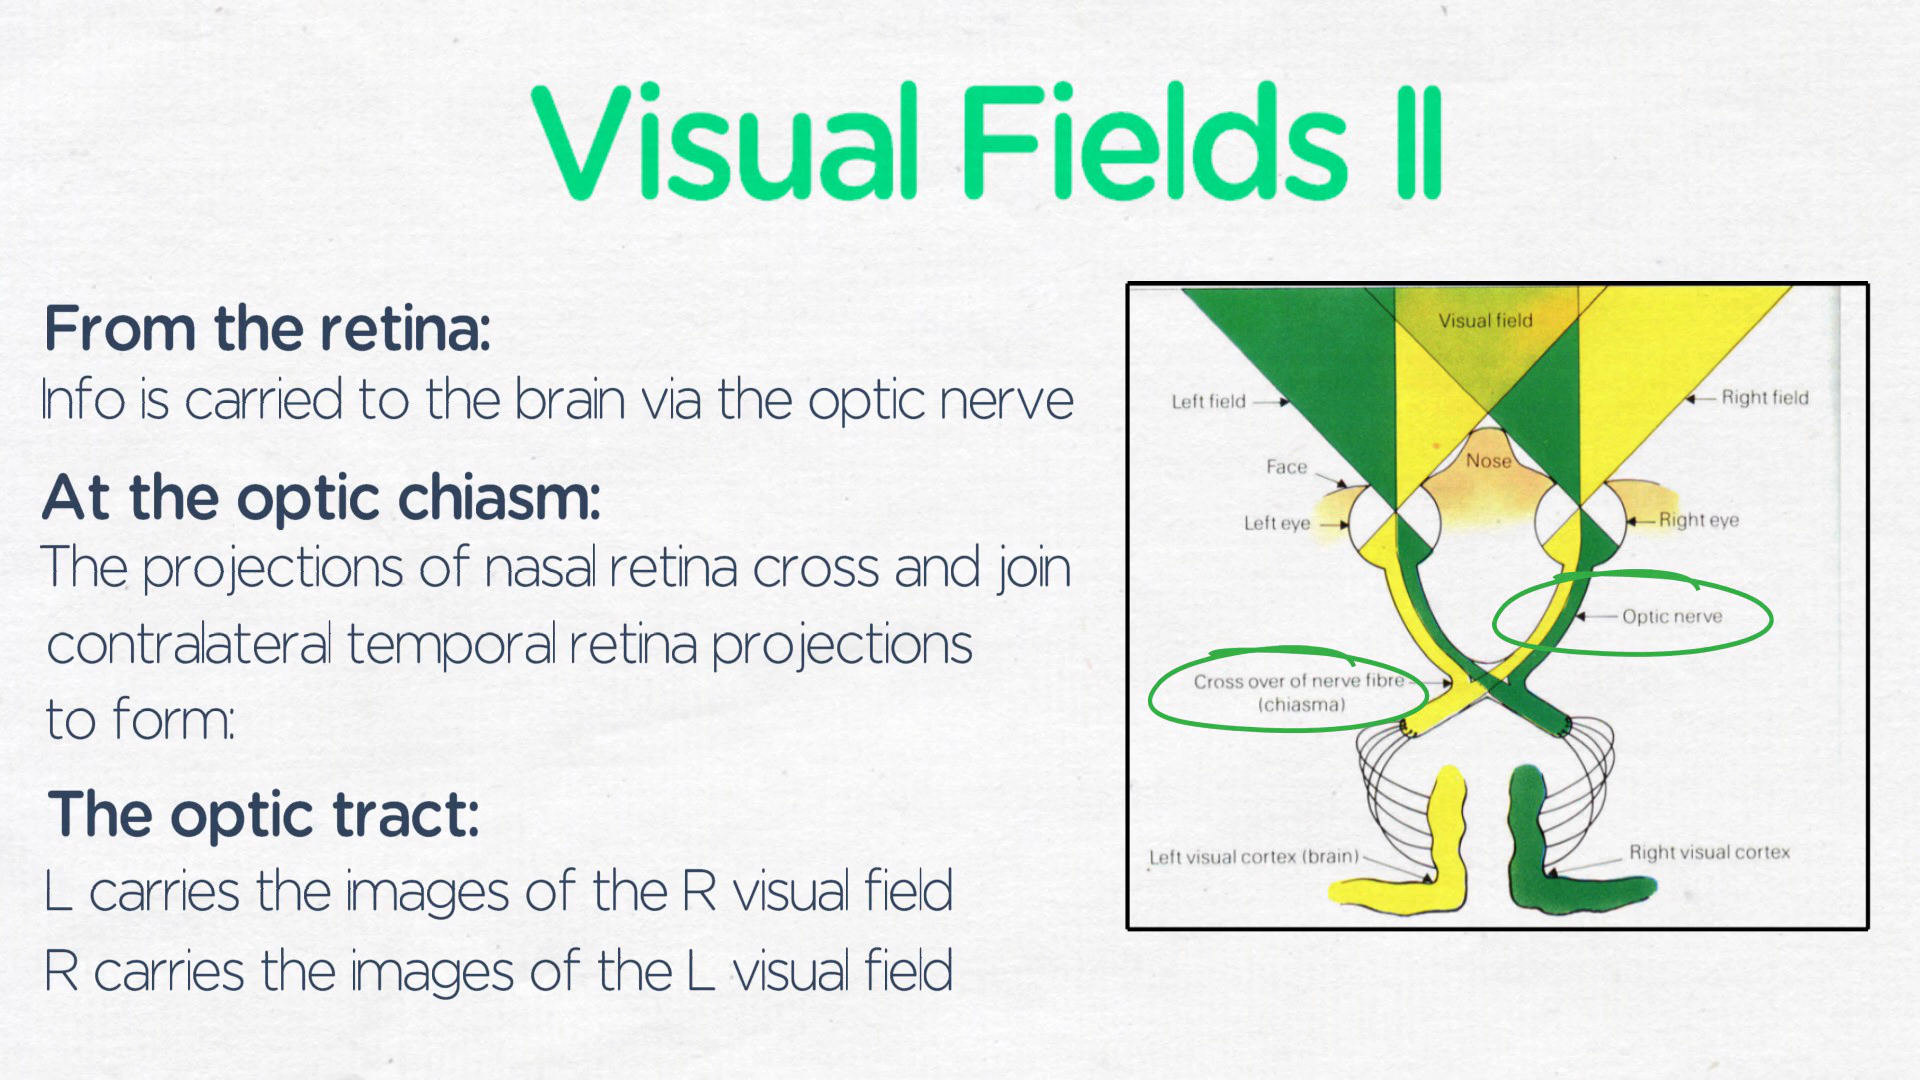 Visual Fields II
From the retina:
Info is carried to the brain via the optic nerve
At the optic chiasm:
The projections of nasal retina cross and join
contralateral temporal retina projections
to form:
The optic tract:
L carries the images of the R visual field
R carries the images of the L visual field
Visual field
Left field
Right field
Face
Nose
Left eye
Right eye
Optic nerve
Cross over of nerve fibre
(chiasma)
Left visual cortex (brain)
Right visual cortex